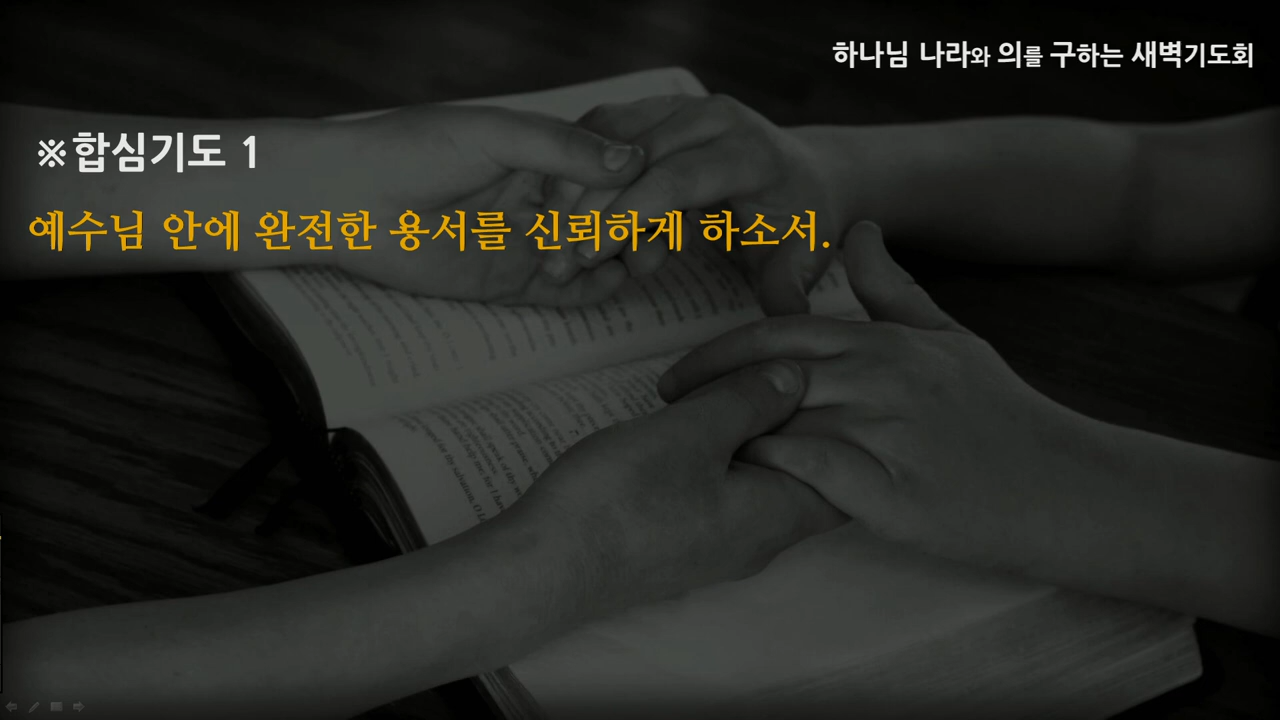 하나님 나라와 의를 구하는 새벽기도회
※합심기도 1
예수님 안에 완전한 용서를 신뢰하게 하소서.